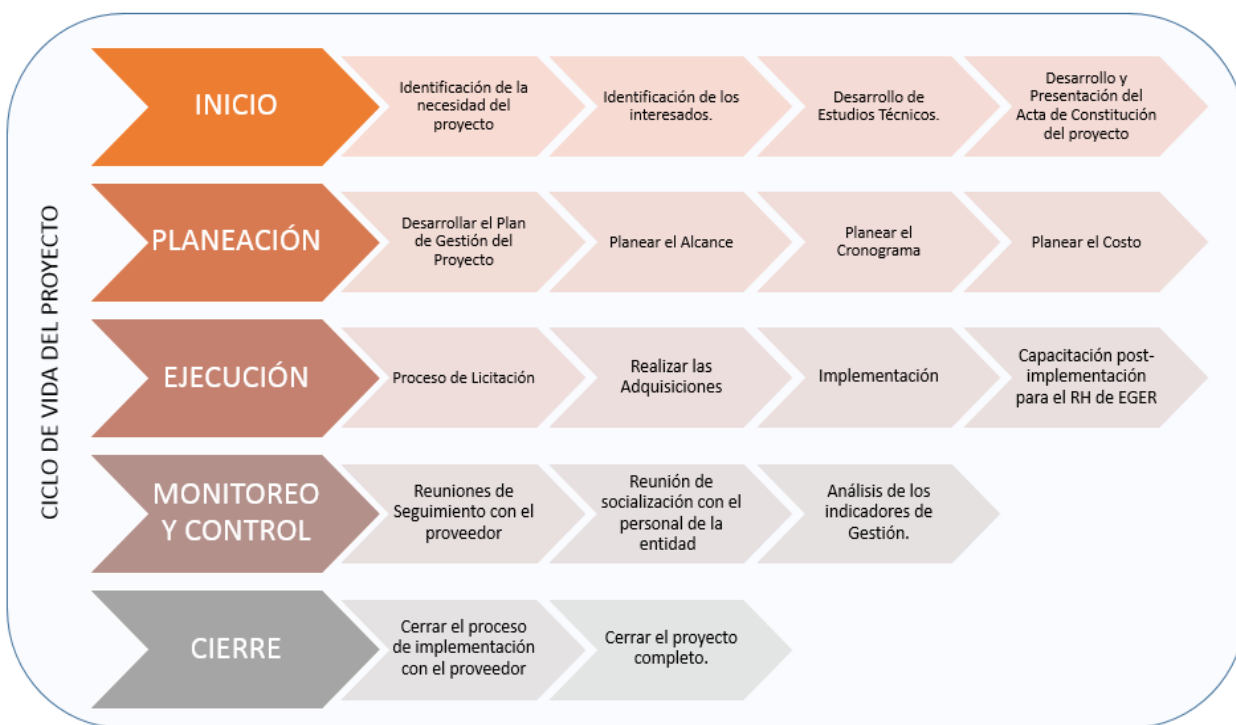 CICLO DE VIDA DEL PROYECTO
INICIO
Identificación de la
necesidad del
proyecto
Identificación de los
interesados.
Desarrollo de
Estudios Técnicos.
Desarrollo y
Presentación del
Acta de Constitución
del proyecto
PLANEACIÓN
Desarrollar el Plan
de Gestión del
Proyecto
Planear el Alcance
Planear el
Cronograma
Planear el Costo
EJECUCIÓN
Proceso de Licitación
Realizar las
Adquisiciones
Implementación
Capacitación post-
implementación
para el RH de EGER
MONITOREO
Y CONTROL
Reuniones de
Seguimiento con el
proveedor
Reunión de
socialización con el
personal de la
entidad
Análisis de los
indicadores de
Gestión.
CIERRE
Cerrar el proceso
de implementación
con el proveedor
Cerrar el proyecto
completo.